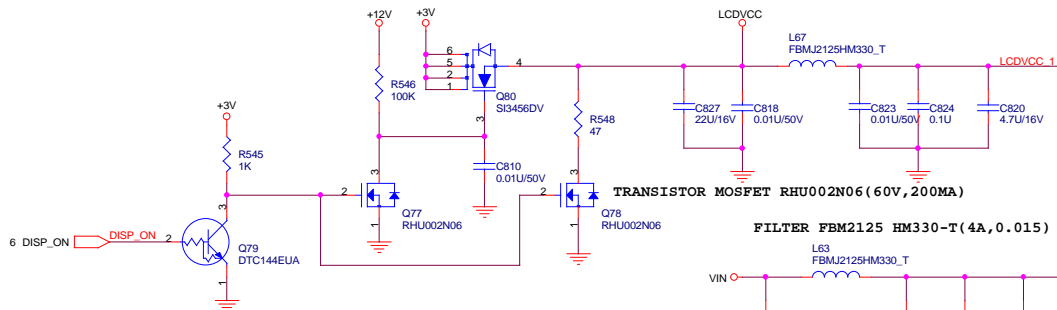 +12V
+3V
LCDVCC
L67
FBMJ2125HM330_T
6
5
2
1
4
LCDVCC_1
R546
100K
Q80
SI3456DV
3
+3V
R548
47
C827
22U/16V
C818
0.01U/50V
C823
0.01U/50V
C824
0.1U
C820
4.7U/16V
R545
1K
C810
0.01U/50V
3
3
2
2
TRANSISTOR MOSFET RHU002N06(60V,200MA)
3
1
Q77
RHU002N06
1
Q78
RHU002N06
FILTER FBM2125 HM330-T(4A,0.015)
6 DISP_ON
DISP_ON
2
Q79
DTC144EUA
1
L63
FBMJ2125HM330_T
VIN